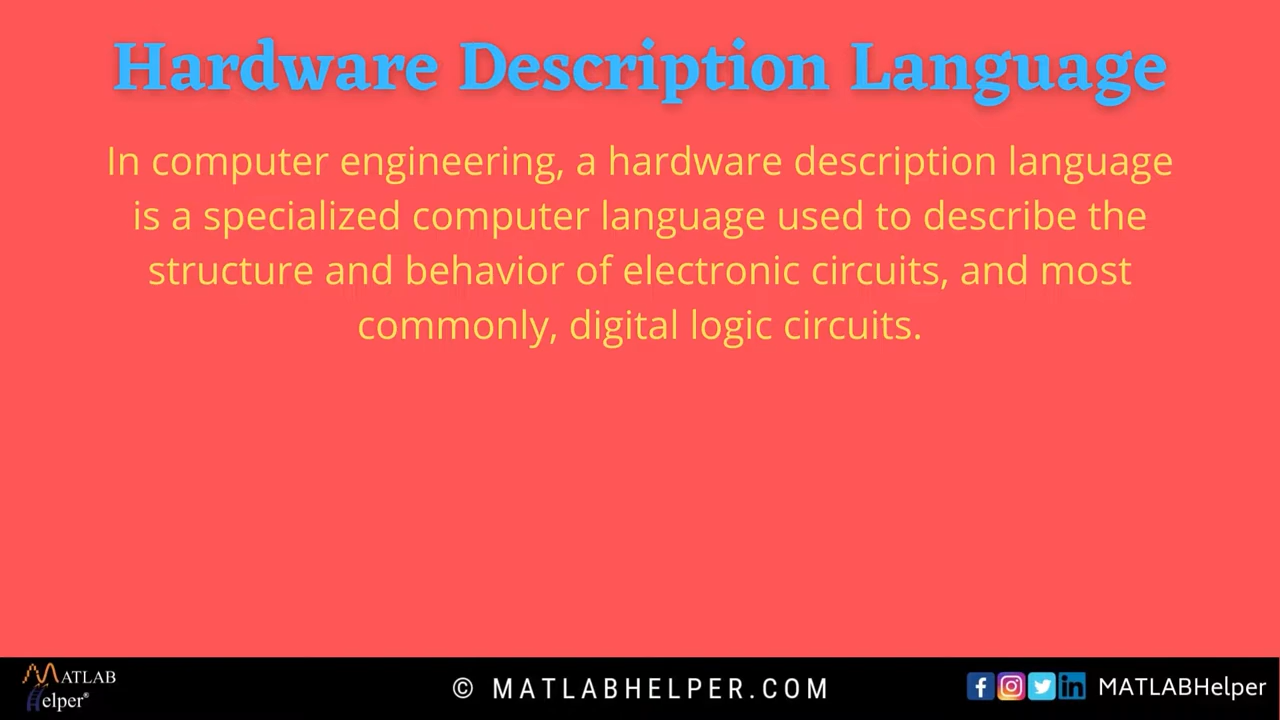 Hardware Description Language
In computer engineering, a hardware description language
is a specialized computer language used to describe the
structure and behavior of electronic circuits, and most
commonly, digital logic circuits.
MATLAB
Helper®
© MATLABHELPER.COM
MATLABHelper